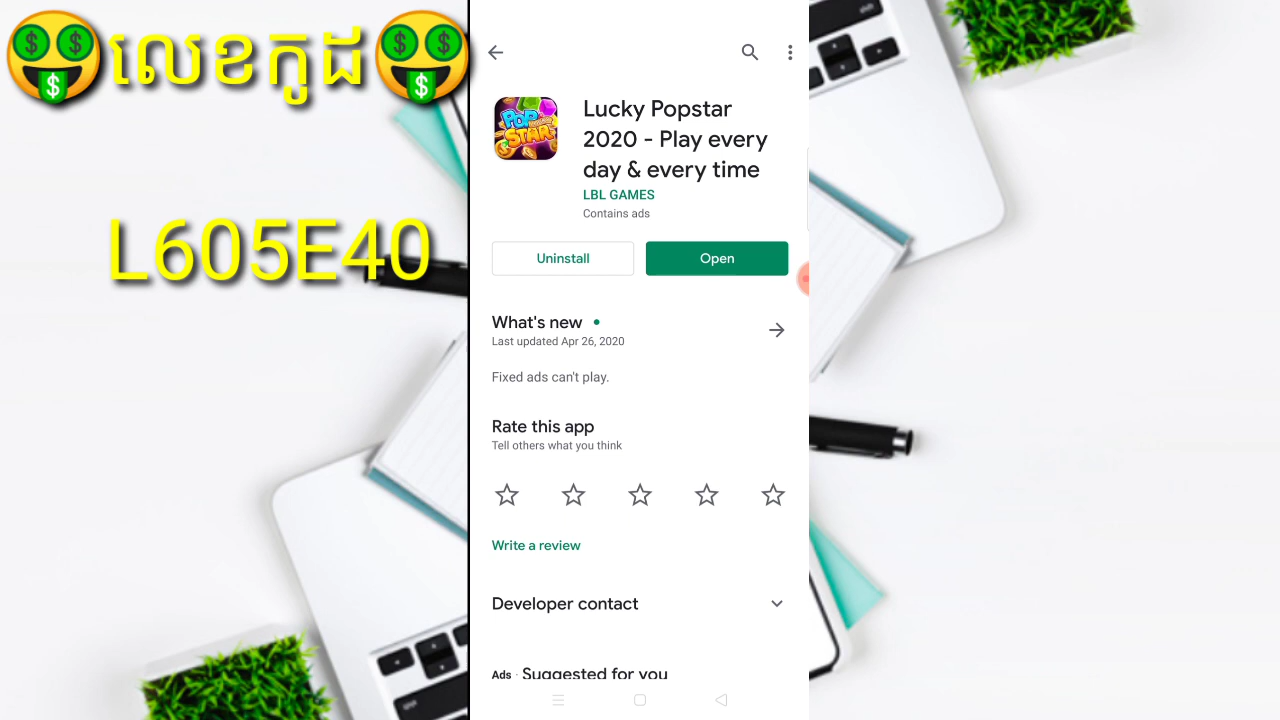 លេខកូដ
L605E40
Lucky Popstar
2020 - Play every
day & every time
LBL GAMES
Contains ads
POP
STAR
Uninstall
Open
What's new
Last updated Apr 26, 2020
Fixed ads can't play.
Rate this app
Tell others what you think
Write a review
Developer contact
Ads · Suggested for you